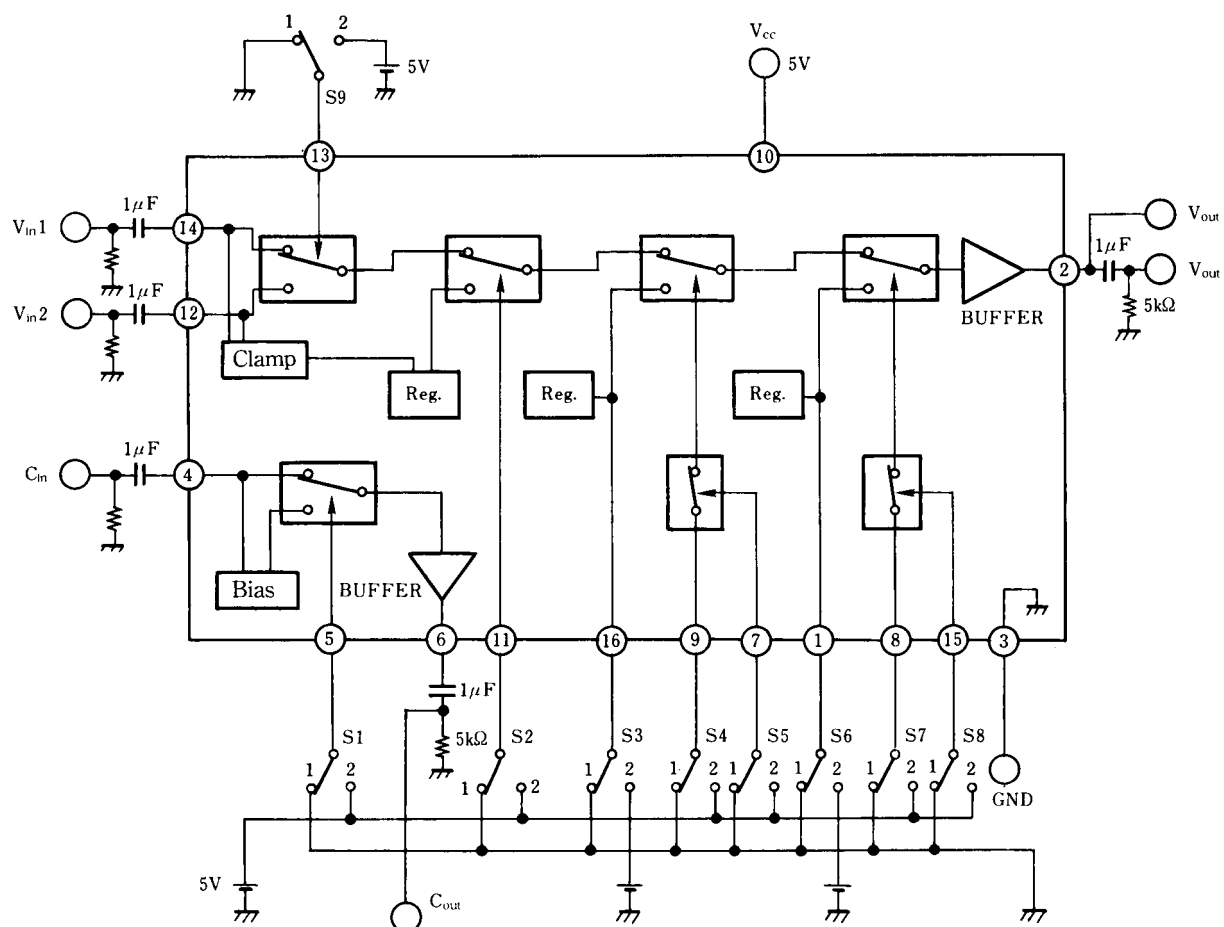 1 2
5V
S9
Vcc
5V
13
10
Vin1
1μF
14
Vout
1μF
2
Vout
5kΩ
BUFFER
1μF
Vin2
12
Clamp
Reg.
Reg.
Reg.
1μF
Cin
4
Bias
BUFFER
5
6
11
16
9
7
1
8
15
3
1μF
5kΩ
S1
S2
S3
S4
S5
S6
S7
S8
1 2
1 2
1 2
1 2
1 2
1 2
1 2
1 2
GND
5V
Cout